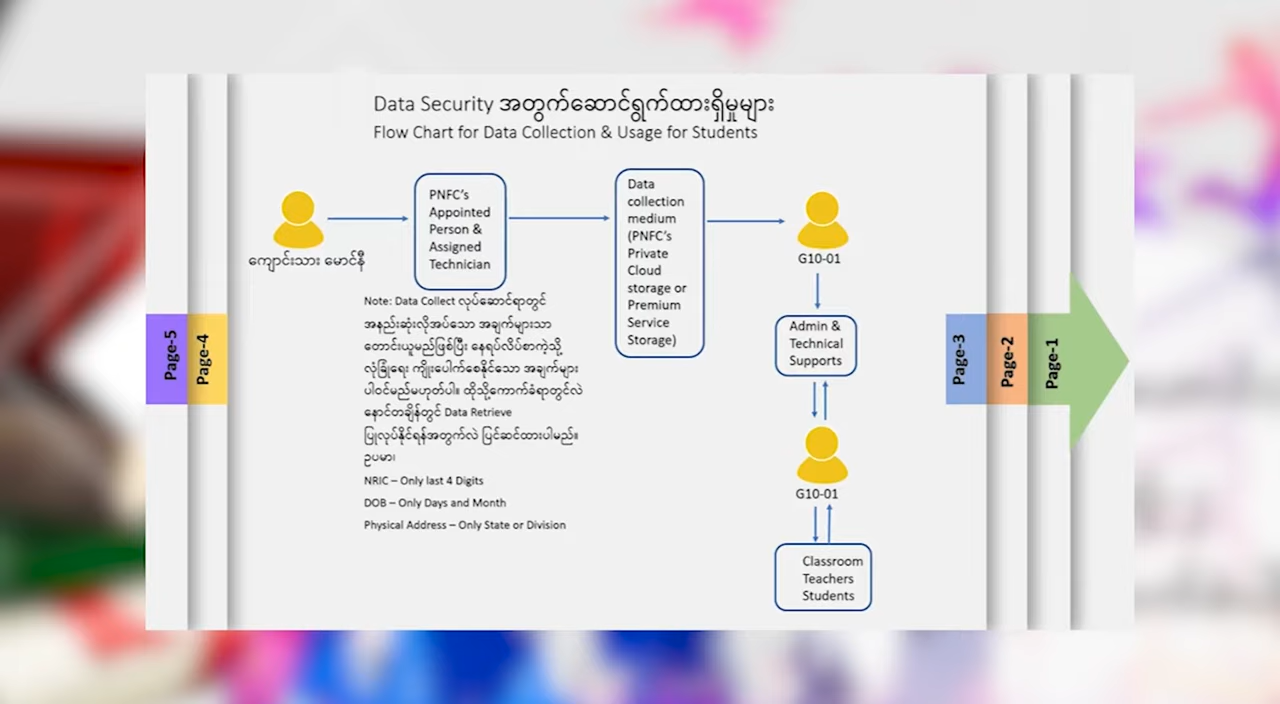 Data Security အတွက်ဆောင်ရွက်ထားရှိမှုများ
Flow Chart for Data Collection & Usage for Students
ကျောင်းသား မောင်နီ
PNFC's
Appointed
Person &
Assigned
Technician
Data
collection
medium
(PNFC's
Private
Cloud
storage or
Premium
Service
Storage)
G10-01
Note: Data Collect လုပ်ဆောင်ရာတွင်
အနည်းဆုံးလိုအပ်သော အချက်များသာ
တောင်းယူမည်ဖြစ်ပြီး နေရပ်လိပ်စာကဲ့သို့
လုံခြုံရေး ကျိုးပေါက်စေနိုင်သော အချက်များ
ပါဝင်မည်မဟုတ်ပါ။ ထိုသို့ကောက်ခံရာတွင်လဲ
နောင်တချိန်တွင် Data Retrieve
ပြုလုပ်နိုင်ရန်အတွက်လဲ ပြင်ဆင်ထားပါမည်။
ဥပမာ၊
NRIC – Only last 4 Digits
DOB – Only Days and Month
Physical Address – Only State or Division
Admin &
Technical
Supports
G10-01
Classroom
Teachers
Students
Page-5
Page-4
Page-3
Page-2
Page-1